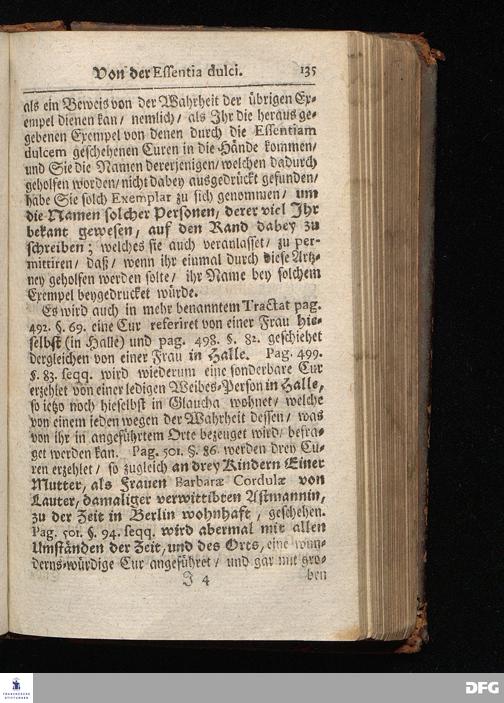 Von der Essentia dulci. 135
als ein Beweis von der Wahrheit der übrigen Ex-
empel dienen kan/ nemlich/ als Ihr die heraus ge-
gebenen Exempel von denen durch die Essentiam
dulcem geschehenen Curen in die Hände kommen/
und Sie die Namen dererjenigen/ welchen dadurch
geholfen worden/ nicht dabey ausgedrückt gefunden/
habe Sie solch Exemplar zu sich genommen/ um
die Namen solcher Personen, derer viel Ihr
bekant gewesen, auf den Rand dabey zu
schreiben; welches sie auch veranlasset/ zu per-
mittiren/ daß/ wenn ihr einmal durch diese Artz-
ney geholfen werden solte/ ihr Name bey solchem
Exempel beygedrucket würde.
Es wird auch in mehr benanntem Tractat pag.
492. §. 69. eine Cur referiret von einer Frau hie-
selbst (in Halle) und pag. 498. §. 82. geschiehet
dergleichen von einer Frau in Halle. Pag. 499.
§. 83. seqq. wird wiederum eine sonderbare Cur
erzehlet von einer ledigen Weibes-Person in Halle,
so ietzo noch hieselbst in Glaucha wohnet/ welche
von einem ieden wegen der Wahrheit dessen/ was
von ihr in angeführtem Orte bezeuget wird/ befra-
get werden kan. Pag. 501. §. 86. werden drey Cu-
ren erzehlet/ so zugleich an drey Kindern Einer
Mutter, als Frauen Barbaræ Cordulæ von
Lauter, damaliger verwittibten Astmannin,
zu der Zeit in Berlin wohnhaft, geschehen.
Pag. 501. §. 94. seqq. wird abermal mit allen
Umständen der Zeit, und des Orts, eine wun-
derns-würdige Cur angeführet/ und gar mit gro-
J 4 ben
FRANCKESCHE
STIFTUNGEN
DFG